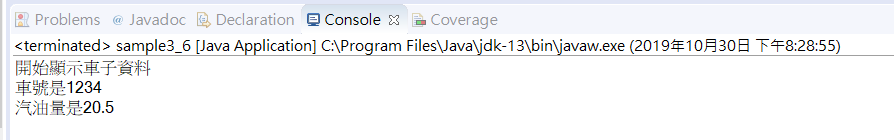 Problems @ Javadoc Declaration Console Coverage
<terminated> sample3_6 [Java Application] C:\Program Files\Java\jdk-13\bin\javaw.exe (2019年10月30日 下午8:28:55)
開始顯示車子資料
車號是1234
汽油量是20.5